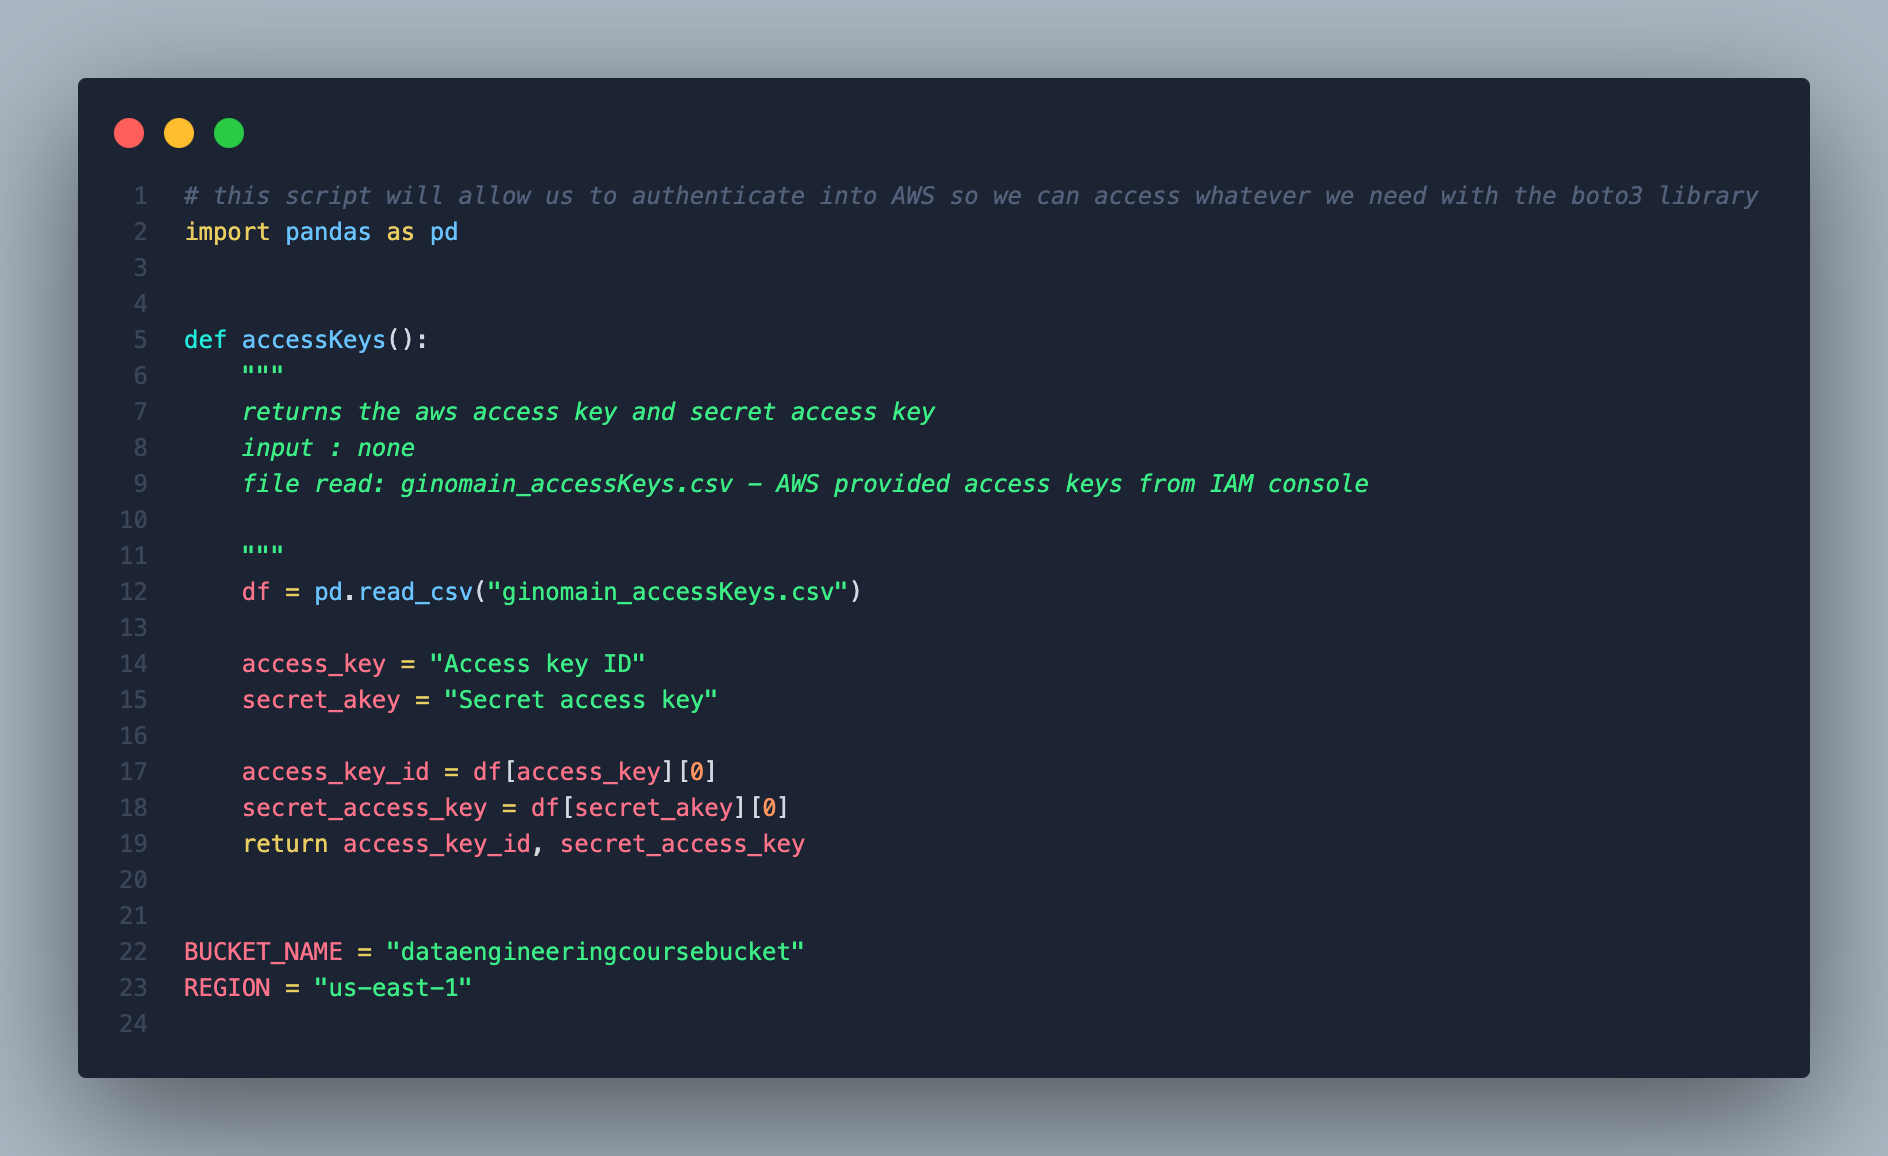 1 # this script will allow us to authenticate into AWS so we can access whatever we need with the boto3 library
2 import pandas as pd
3
4
5 def accessKeys():
6     """
7     returns the aws access key and secret access key
8     input : none
9     file read: ginomain_accessKeys.csv - AWS provided access keys from IAM console
10
11     """
12     df = pd.read_csv("ginomain_accessKeys.csv")
13
14     access_key = "Access key ID"
15     secret_akey = "Secret access key"
16
17     access_key_id = df[access_key][0]
18     secret_access_key = df[secret_akey][0]
19     return access_key_id, secret_access_key
20
21
22 BUCKET_NAME = "dataengineeringcoursebucket"
23 REGION = "us-east-1"
24